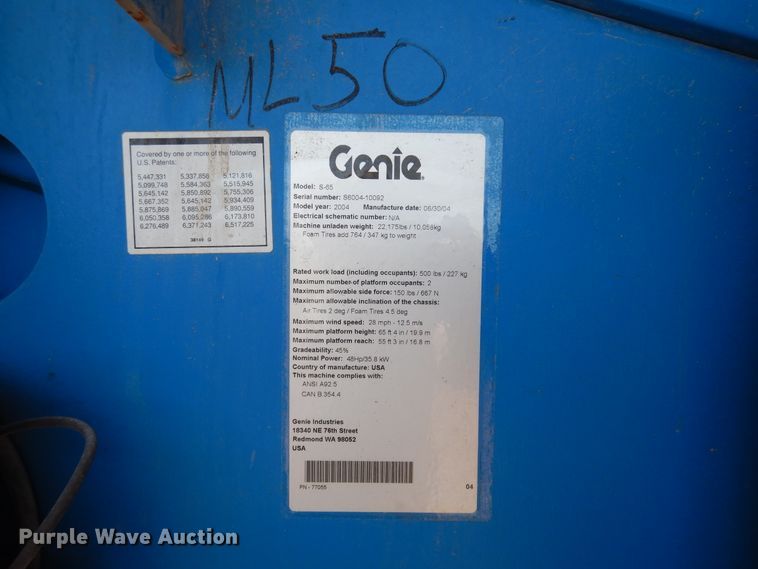 ML50
Covered by one or more of the following
U.S. Patents:
5,447,331 5,337,858 5,121,816
5,099,748 5,584,363 5,515,945
5,645,142 5,850,892 5,755,306
5,667,352 5,645,142 5,934,409
5,875,869 5,885,047 5,890,559
6,050,358 6,095,286 6,173,810
6,276,489 6,371,243 6,517,225
38149 G
Genie
Model: S-65
Serial number: S6004-10092
Model year: 2004 Manufacture date: 06/30/04
Electrical schematic number: N/A
Machine unladen weight: 22,175lbs / 10,058kg
Foam Tires add 764 / 347 kg to weight
Rated work load (including occupants): 500 lbs / 227 kg
Maximum number of platform occupants: 2
Maximum allowable side force: 150 lbs / 667 N
Maximum allowable inclination of the chassis:
Air Tires 2 deg / Foam Tires 4.5 deg
Maximum wind speed: 28 mph - 12.5 m/s
Maximum platform height: 65 ft 4 in / 19.9 m
Maximum platform reach: 55 ft 3 in / 16.8 m
Gradeability: 45%
Nominal Power: 48Hp/35.8 kW
Country of manufacture: USA
This machine complies with:
ANSI A92.5
CAN B.354.4
Genie Industries
18340 NE 76th Street
Redmond WA 98052
USA
PN - 77055 04
Purple Wave Auction